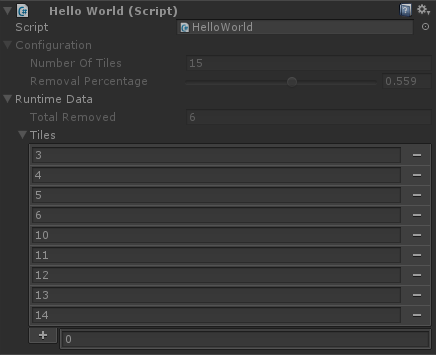 Hello World (Script)
Script HelloWorld
Configuration
Number Of Tiles 15
Removal Percentage 0.559
Runtime Data
Total Removed 6
Tiles
3
4
5
6
10
11
12
13
14
+ 0